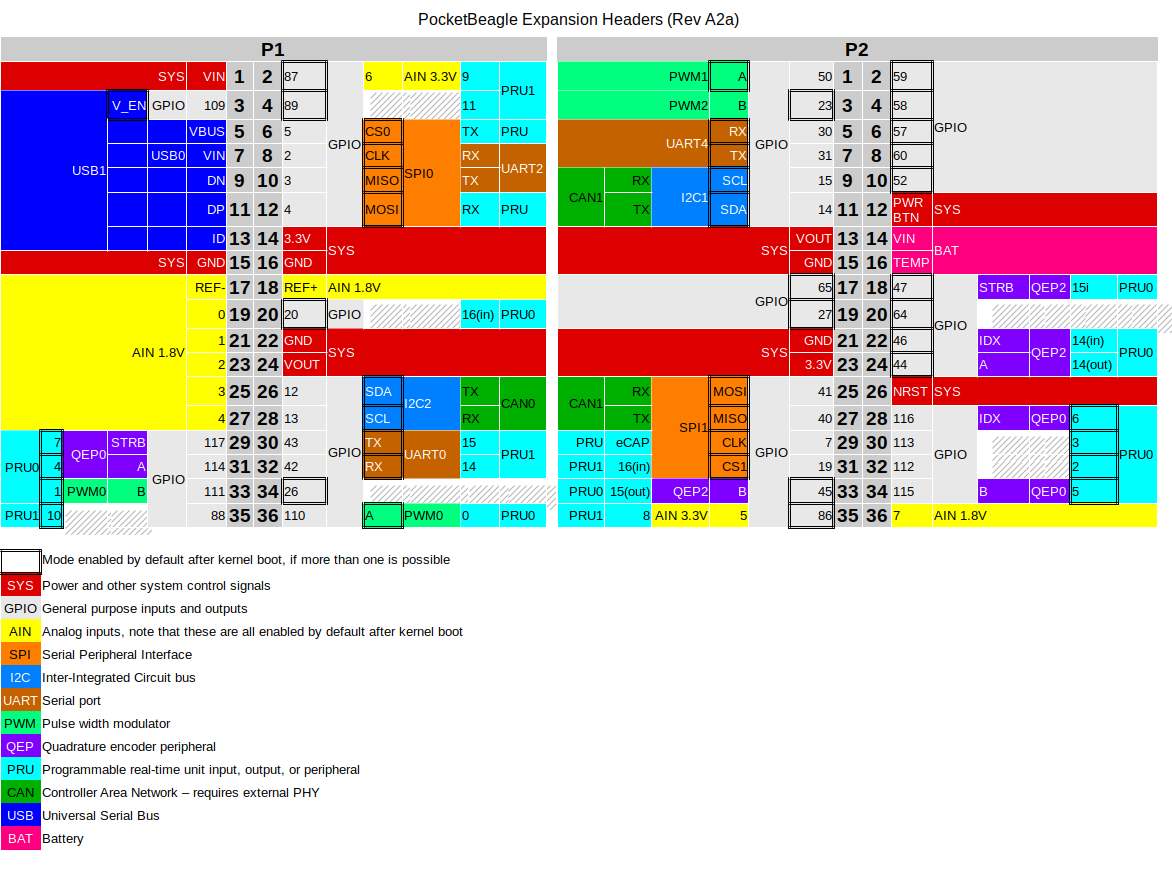 PocketBeagle Expansion Headers (Rev A2a)
P1 P2
SYS VIN 1 2 87 6 AIN 3.3V 9 PRU1 PWM1 A 50 1 2 59
V_EN GPIO 109 3 4 89 11 PWM2 B 23 3 4 58
GPIO
VBUS 5 6 5 CS0 TX PRU RX 30 5 6 57
GPIO UART4 GPIO
USB1 USB0 VIN 7 8 2 CLK RX UART2 TX 31 7 8 60
DN 9 10 3 MISO SPI0 TX CAN1 RX I2C1 SCL 15 9 10 52
DP 11 12 4 MOSI RX PRU TX SDA 14 11 12 PWR BTN SYS
ID 13 14 3.3V SYS SYS VOUT 13 14 VIN BAT
SYS GND 15 16 GND GND 15 16 TEMP
REF- 17 18 REF+ AIN 1.8V GPIO 65 17 18 47 STRB QEP2 15i PRU0
0 19 20 20 GPIO 16(in) PRU0 27 19 20 64 GPIO
AIN 1.8V 1 21 22 GND SYS SYS GND 21 22 46 IDX QEP2 14(in) PRU0
2 23 24 VOUT 3.3V 23 24 44 A 14(out)
3 25 26 12 SDA I2C2 TX CAN0 CAN1 RX SPI1 MOSI 41 25 26 NRST SYS
4 27 28 13 SCL RX TX MISO 40 27 28 116 IDX QEP0 6
PRU0 7 QEP0 STRB 117 29 30 43 GPIO TX UART0 15 PRU1 PRU eCAP CLK GPIO 7 29 30 113 GPIO 3 PRU0
4 A GPIO 114 31 32 42 RX 14 PRU1 16(in) CS1 19 31 32 112 2
1 PWM0 B 111 33 34 26 PRU0 15(out) QEP2 B 45 33 34 115 B QEP0 5
PRU1 10 88 35 36 110 A PWM0 0 PRU0 PRU1 8 AIN 3.3V 5 86 35 36 7 AIN 1.8V
Mode enabled by default after kernel boot, if more than one is possible
SYS Power and other system control signals
GPIO General purpose inputs and outputs
AIN Analog inputs, note that these are all enabled by default after kernel boot
SPI Serial Peripheral Interface
I2C Inter-Integrated Circuit bus
UART Serial port
PWM Pulse width modulator
QEP Quadrature encoder peripheral
PRU Programmable real-time unit input, output, or peripheral
CAN Controller Area Network – requires external PHY
USB Universal Serial Bus
BAT Battery